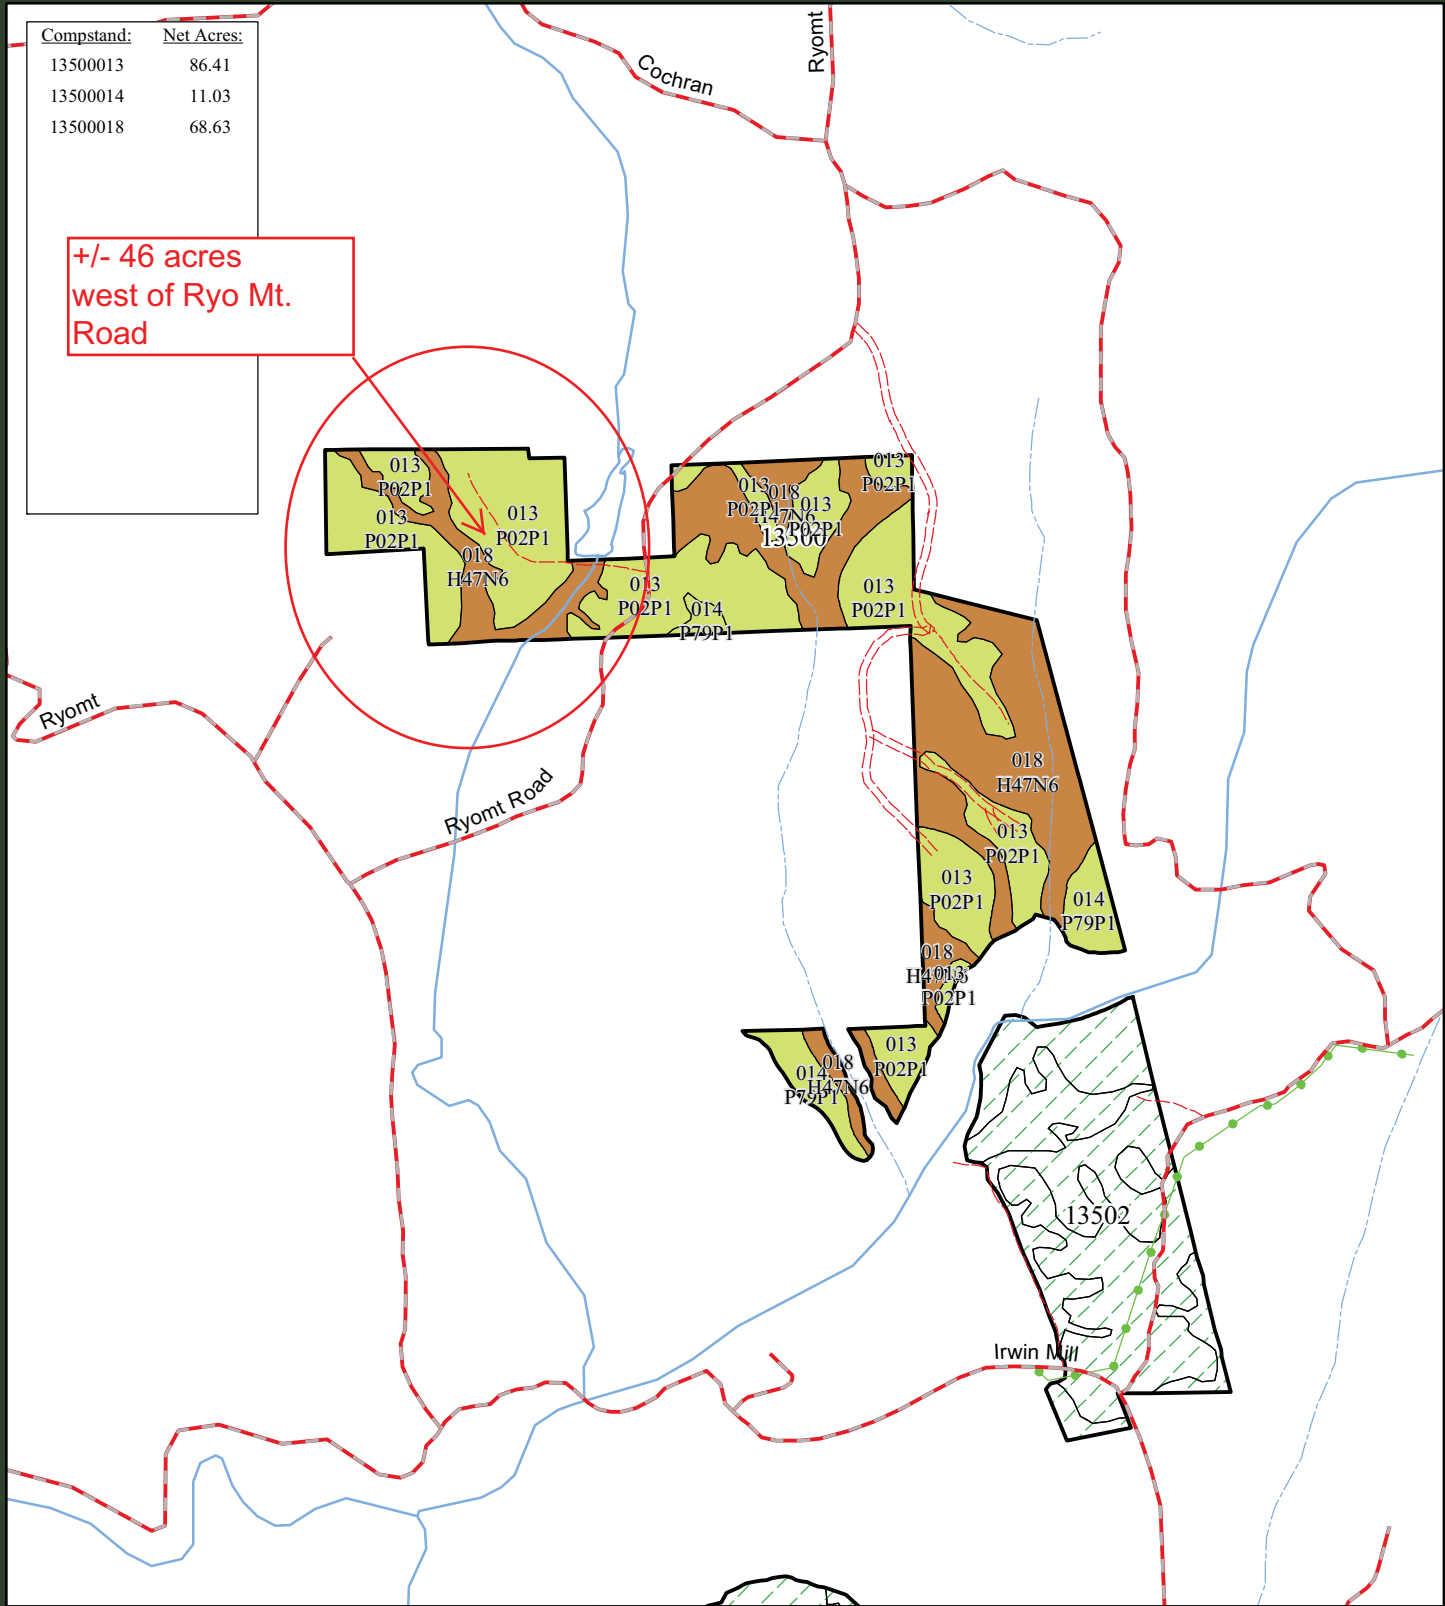 Compstand: Net Acres:
13500013 86.41
13500014 11.03
13500018 68.63
+/- 46 acres
west of Ryo Mt.
Road
Cochran
Ryomt
013
P02P1
013
P02P1
013
P02P1
018
H47N6
013
P02P1
014
P79P1
013
P02P1
018
H47N6
013
P02P1
13500
013
P02P1
013
P02P1
Ryomt
Ryomt Road
018
H47N6
013
P02P1
013
P02P1
014
P79P1
018
H47N6
013
P02P1
013
P02P1
018
H47N6
014
P79P1
13502
Irwin Mill